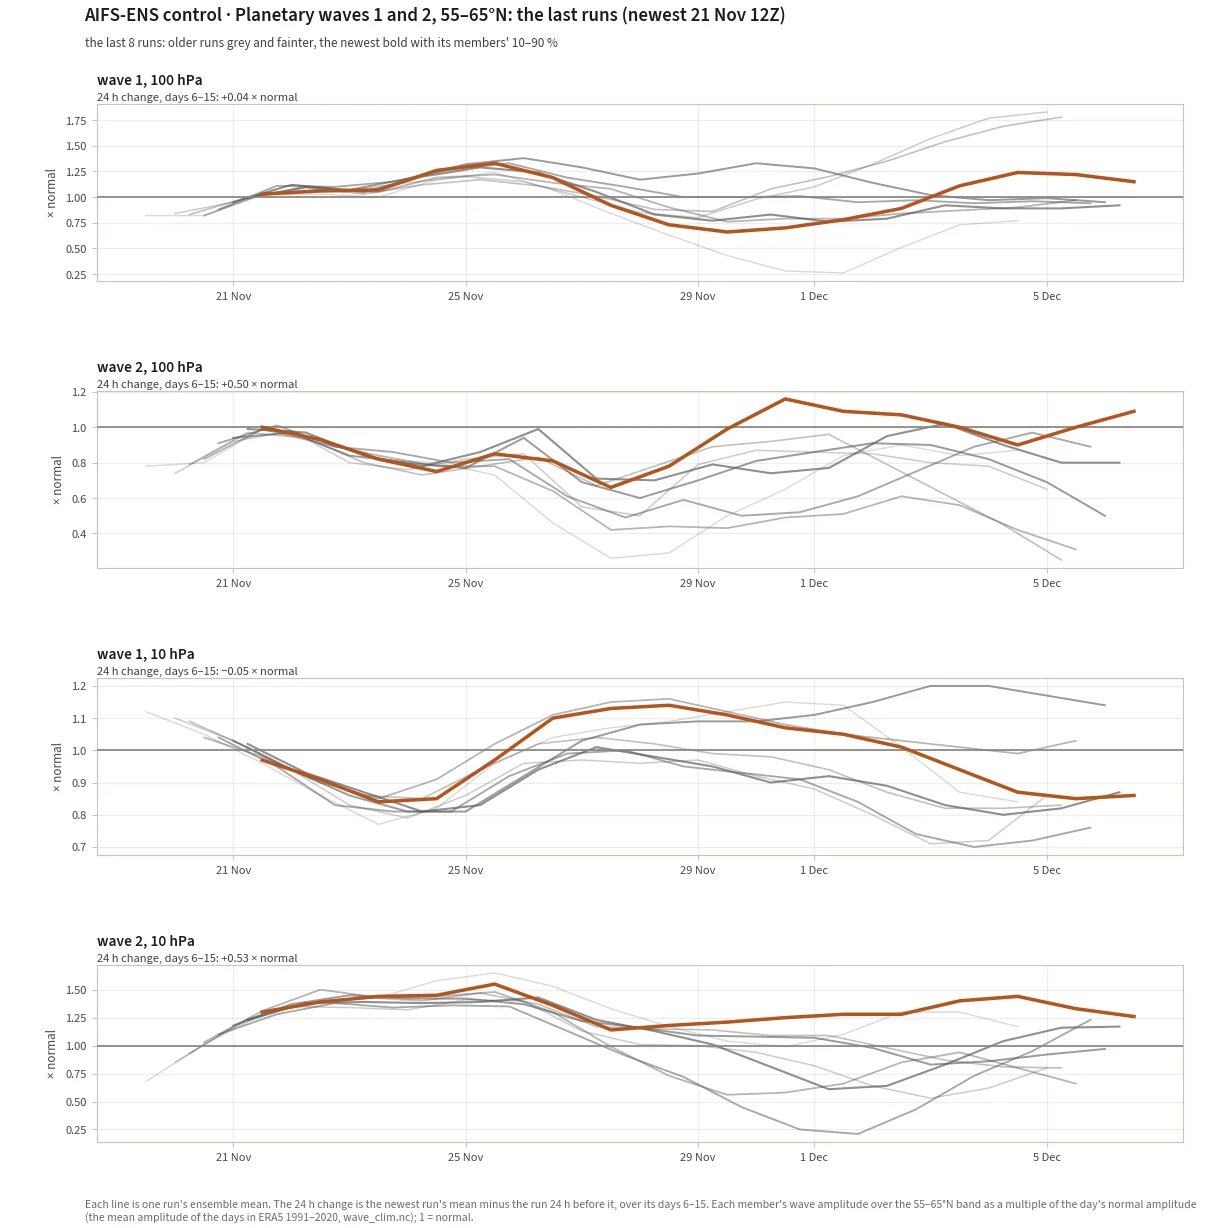 AIFS-ENS control · Planetary waves 1 and 2, 55–65°N: the last runs (newest 21 Nov 12Z)
the last 8 runs: older runs grey and fainter, the newest bold with its members' 10–90 %
wave 1, 100 hPa
24 h change, days 6–15: +0.04 × normal
1.75
1.50
1.25
1.00
0.75
0.50
0.25
× normal
21 Nov
25 Nov
29 Nov
1 Dec
5 Dec
wave 2, 100 hPa
24 h change, days 6–15: +0.50 × normal
1.2
1.0
0.8
0.6
0.4
× normal
21 Nov
25 Nov
29 Nov
1 Dec
5 Dec
wave 1, 10 hPa
24 h change, days 6–15: −0.05 × normal
1.2
1.1
1.0
0.9
0.8
0.7
× normal
21 Nov
25 Nov
29 Nov
1 Dec
5 Dec
wave 2, 10 hPa
24 h change, days 6–15: +0.53 × normal
1.50
1.25
1.00
0.75
0.50
0.25
× normal
21 Nov
25 Nov
29 Nov
1 Dec
5 Dec
Each line is one run's ensemble mean. The 24 h change is the newest run's mean minus the run 24 h before it, over its days 6–15. Each member's wave amplitude over the 55–65°N band as a multiple of the day's normal amplitude
(the mean amplitude of the days in ERA5 1991–2020, wave_clim.nc); 1 = normal.